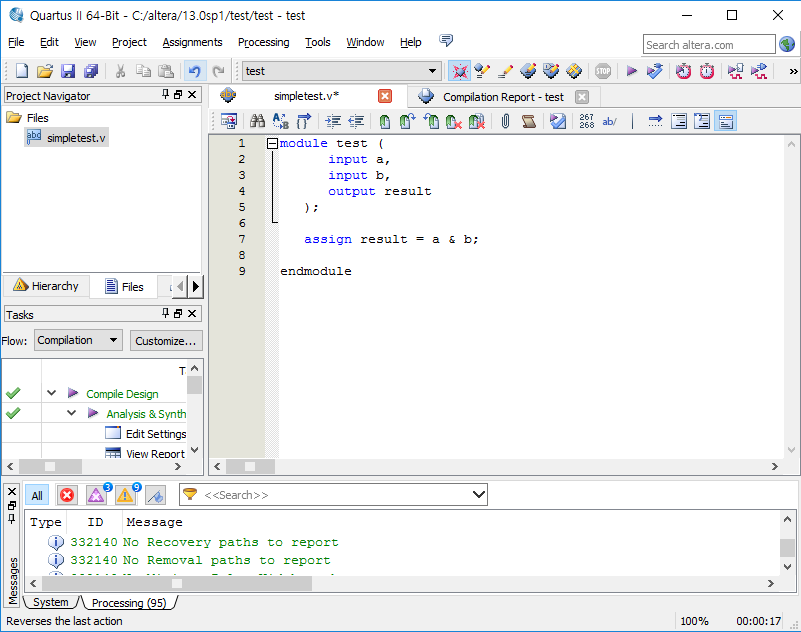 Quartus II 64-Bit - C:/altera/13.0sp1/test/test - test
File Edit View Project Assignments Processing Tools Window Help
Search altera.com
test
Project Navigator
simpletest.v*
Compilation Report - test
Files
simpletest.v
267
268
ab/
1 module test (
2 input a,
3 input b,
4 output result
5 );
6
7 assign result = a & b;
8
9 endmodule
Hierarchy Files
Tasks
Flow: Compilation Customize...
T
Compile Design
Analysis & Synth
Edit Settings
View Report
All 3 9 <<Search>>
Type ID Message
332140 No Recovery paths to report
332140 No Removal paths to report
Messages
System Processing (95)
Reverses the last action 100% 00:00:17